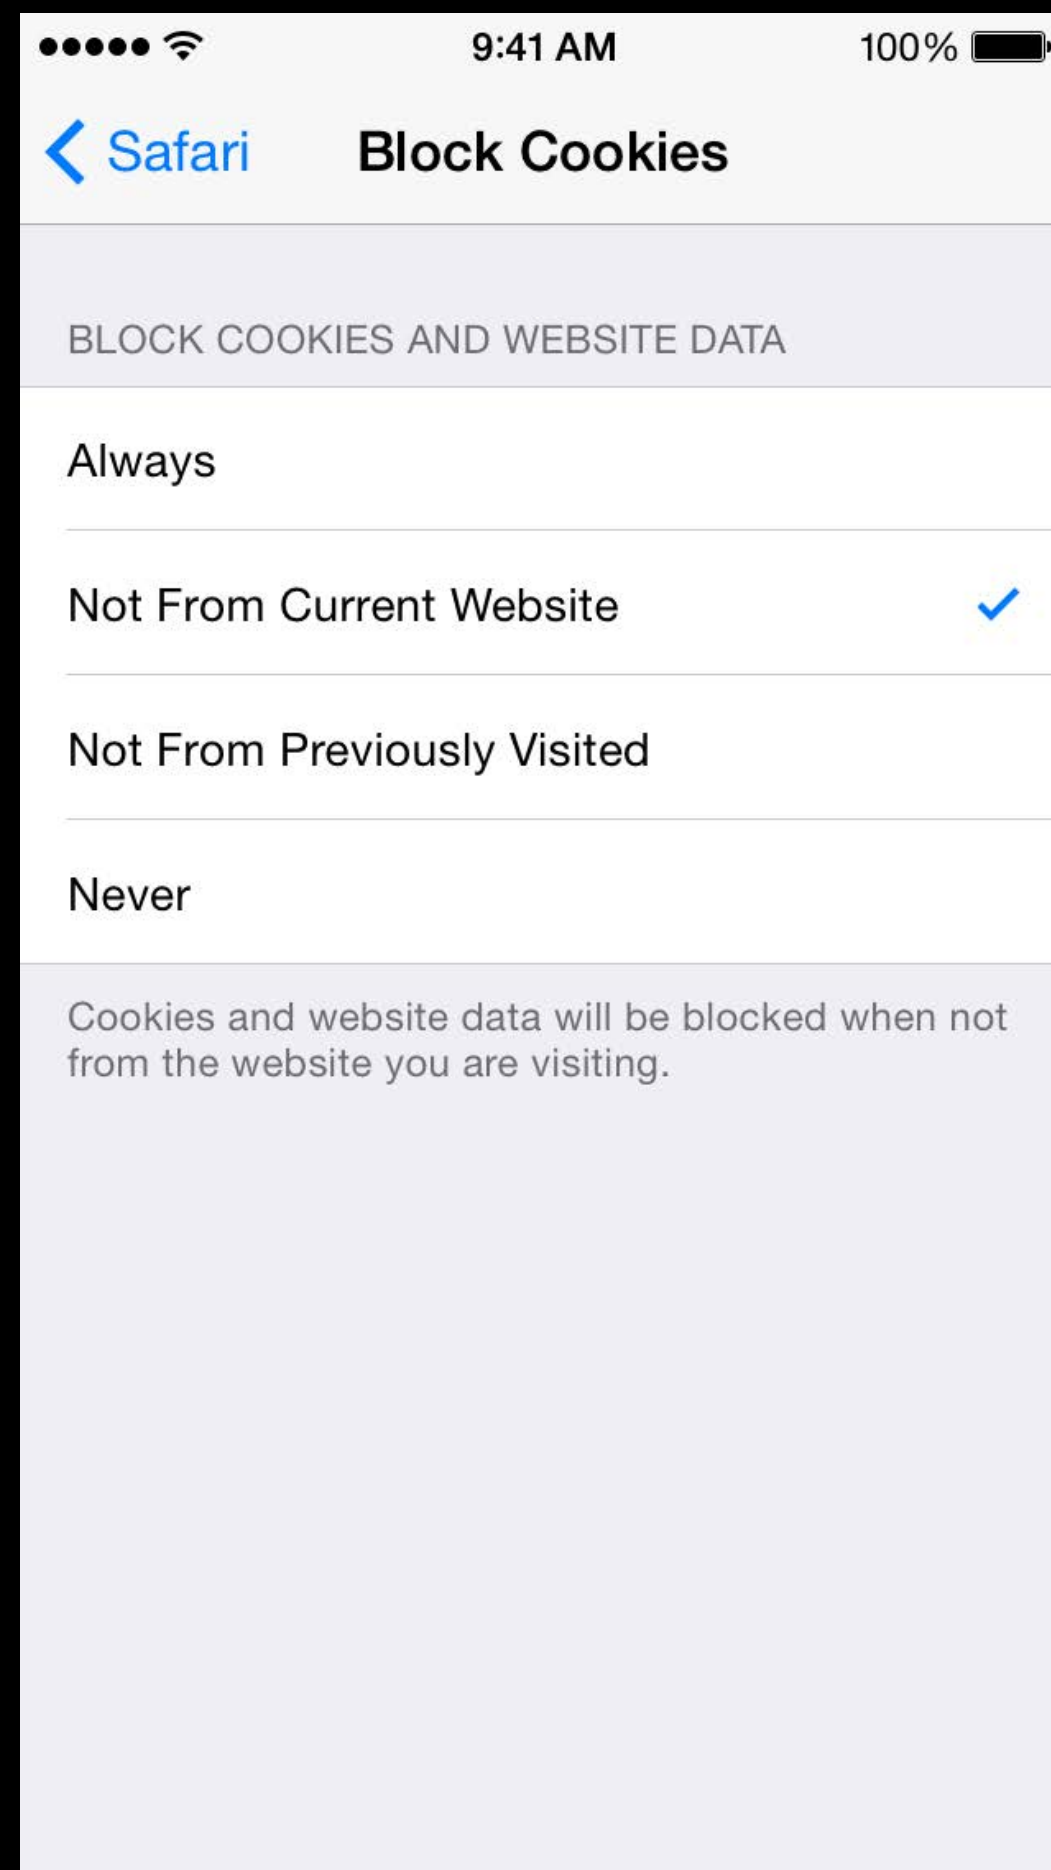 9:41 AM 100%
Safari Block Cookies
BLOCK COOKIES AND WEBSITE DATA
Always
Not From Current Website
Not From Previously Visited
Never
Cookies and website data will be blocked when not
from the website you are visiting.